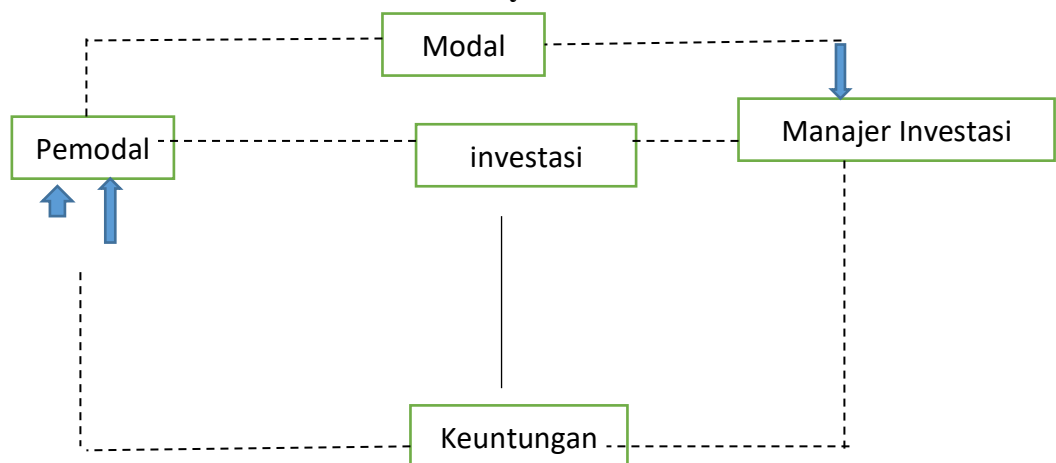 Modal
Pemodal
investasi
Manajer Investasi
Keuntungan